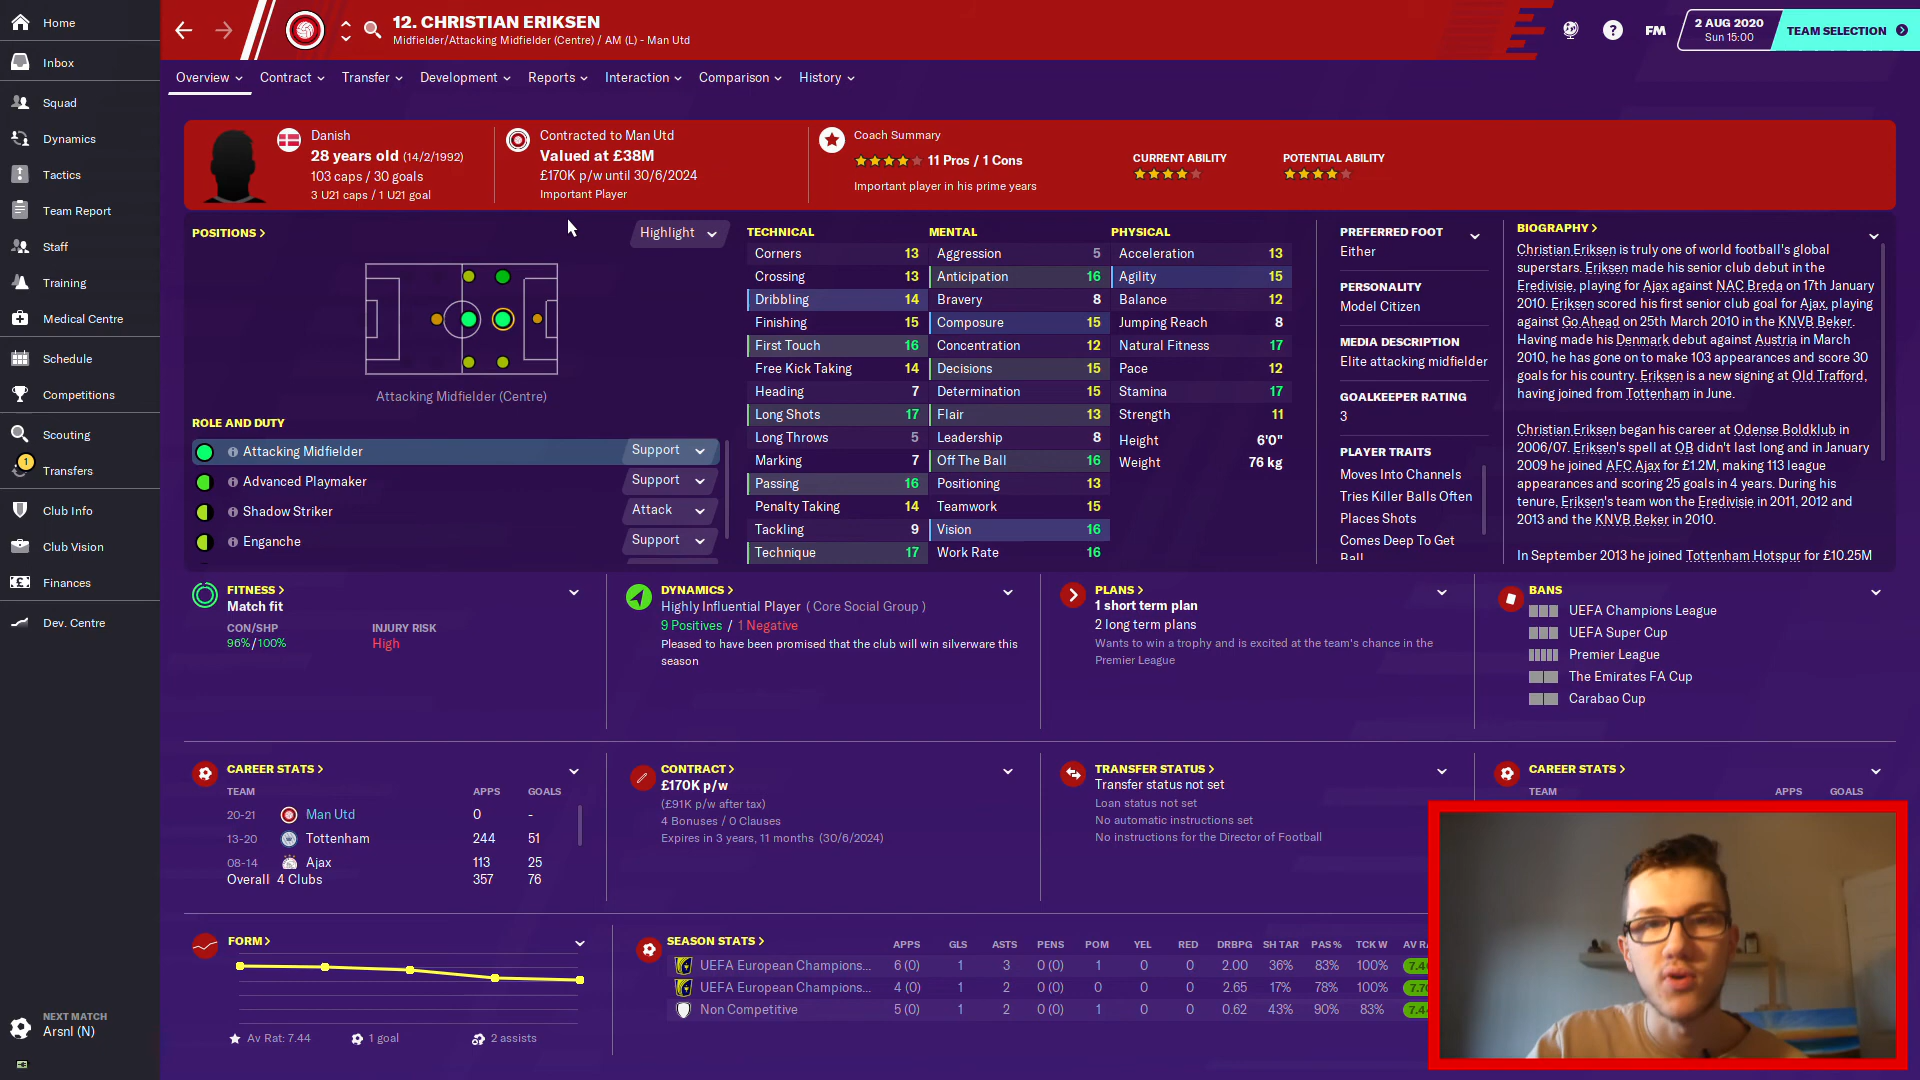 Home
Inbox
Squad
Dynamics
Tactics
Team Report
Staff
Training
Medical Centre
Schedule
Competitions
Scouting
1
Transfers
Club Info
Club Vision
Finances
Dev. Centre
NEXT MATCH
Arsnl (N)
12. CHRISTIAN ERIKSEN
Midfielder/Attacking Midfielder (Centre) / AM (L) - Man Utd
FM
2 AUG 2020
Sun 15:00
TEAM SELECTION
Overview Contract Transfer Development Reports Interaction Comparison History
Danish
28 years old (14/2/1992)
103 caps / 30 goals
3 U21 caps / 1 U21 goal
Contracted to Man Utd
Valued at £38M
£170K p/w until 30/6/2024
Important Player
Coach Summary
11 Pros / 1 Cons
Important player in his prime years
CURRENT ABILITY
POTENTIAL ABILITY
POSITIONS >
Highlight
Attacking Midfielder (Centre)
ROLE AND DUTY
Attacking Midfielder Support
Advanced Playmaker Support
Shadow Striker Attack
Enganche Support
TECHNICAL
Corners 13
Crossing 13
Dribbling 14
Finishing 15
First Touch 16
Free Kick Taking 14
Heading 7
Long Shots 17
Long Throws 5
Marking 7
Passing 16
Penalty Taking 14
Tackling 9
Technique 17
MENTAL
Aggression 5
Anticipation 16
Bravery 8
Composure 15
Concentration 12
Decisions 15
Determination 15
Flair 13
Leadership 8
Off The Ball 16
Positioning 13
Teamwork 15
Vision 16
Work Rate 16
PHYSICAL
Acceleration 13
Agility 15
Balance 12
Jumping Reach 8
Natural Fitness 17
Pace 12
Stamina 17
Strength 11
Height 6'0"
Weight 76 kg
PREFERRED FOOT
Either
PERSONALITY
Model Citizen
MEDIA DESCRIPTION
Elite attacking midfielder
GOALKEEPER RATING
3
PLAYER TRAITS
Moves Into Channels
Tries Killer Balls Often
Places Shots
Comes Deep To Get
Ball
BIOGRAPHY >
Christian Eriksen is truly one of world football's global
superstars. Eriksen made his senior club debut in the
Eredivisie, playing for Ajax against NAC Breda on 17th January
2010. Eriksen scored his first senior club goal for Ajax, playing
against Go Ahead on 25th March 2010 in the KNVB Beker.
Having made his Denmark debut against Austria in March
2010, he has gone on to make 103 appearances and score 30
goals for his country. Eriksen is a new signing at Old Trafford,
having joined from Tottenham in June.
Christian Eriksen began his career at Odense Boldklub in
2006/07. Eriksen's spell at OB didn't last long and in January
2009 he joined AFC Ajax for £1.2M, making 113 league
appearances and scoring 25 goals in 4 years. During his
tenure, Eriksen's team won the Eredivisie in 2011, 2012 and
2013 and the KNVB Beker in 2010.
In September 2013 he joined Tottenham Hotspur for £10.25M
FITNESS >
Match fit
CON/SHP INJURY RISK
96%/100% High
DYNAMICS >
Highly Influential Player ( Core Social Group )
9 Positives / 1 Negative
Pleased to have been promised that the club will win silverware this
season
PLANS >
1 short term plan
2 long term plans
Wants to win a trophy and is excited at the team's chance in the
Premier League
BANS
UEFA Champions League
UEFA Super Cup
Premier League
The Emirates FA Cup
Carabao Cup
CAREER STATS >
TEAM APPS GOALS
20-21 Man Utd 0 -
13-20 Tottenham 244 51
08-14 Ajax 113 25
Overall 4 Clubs 357 76
CONTRACT >
£170K p/w
(£91K p/w after tax)
4 Bonuses / 0 Clauses
Expires in 3 years, 11 months (30/6/2024)
TRANSFER STATUS >
Transfer status not set
Loan status not set
No automatic instructions set
No instructions for the Director of Football
CAREER STATS >
TEAM APPS GOALS
FORM >
Av Rat: 7.44 1 goal 2 assists
SEASON STATS > APPS GLS ASTS PENS POM YEL RED DRBPG SH TAR PAS % TCK W
UEFA European Champions... 6 (0) 1 3 0 (0) 1 0 0 2.00 36% 83% 100%
UEFA European Champions... 4 (0) 1 2 0 (0) 0 0 0 2.65 17% 78% 100%
Non Competitive 5 (0) 1 2 0 (0) 1 0 0 0.62 43% 90% 83%